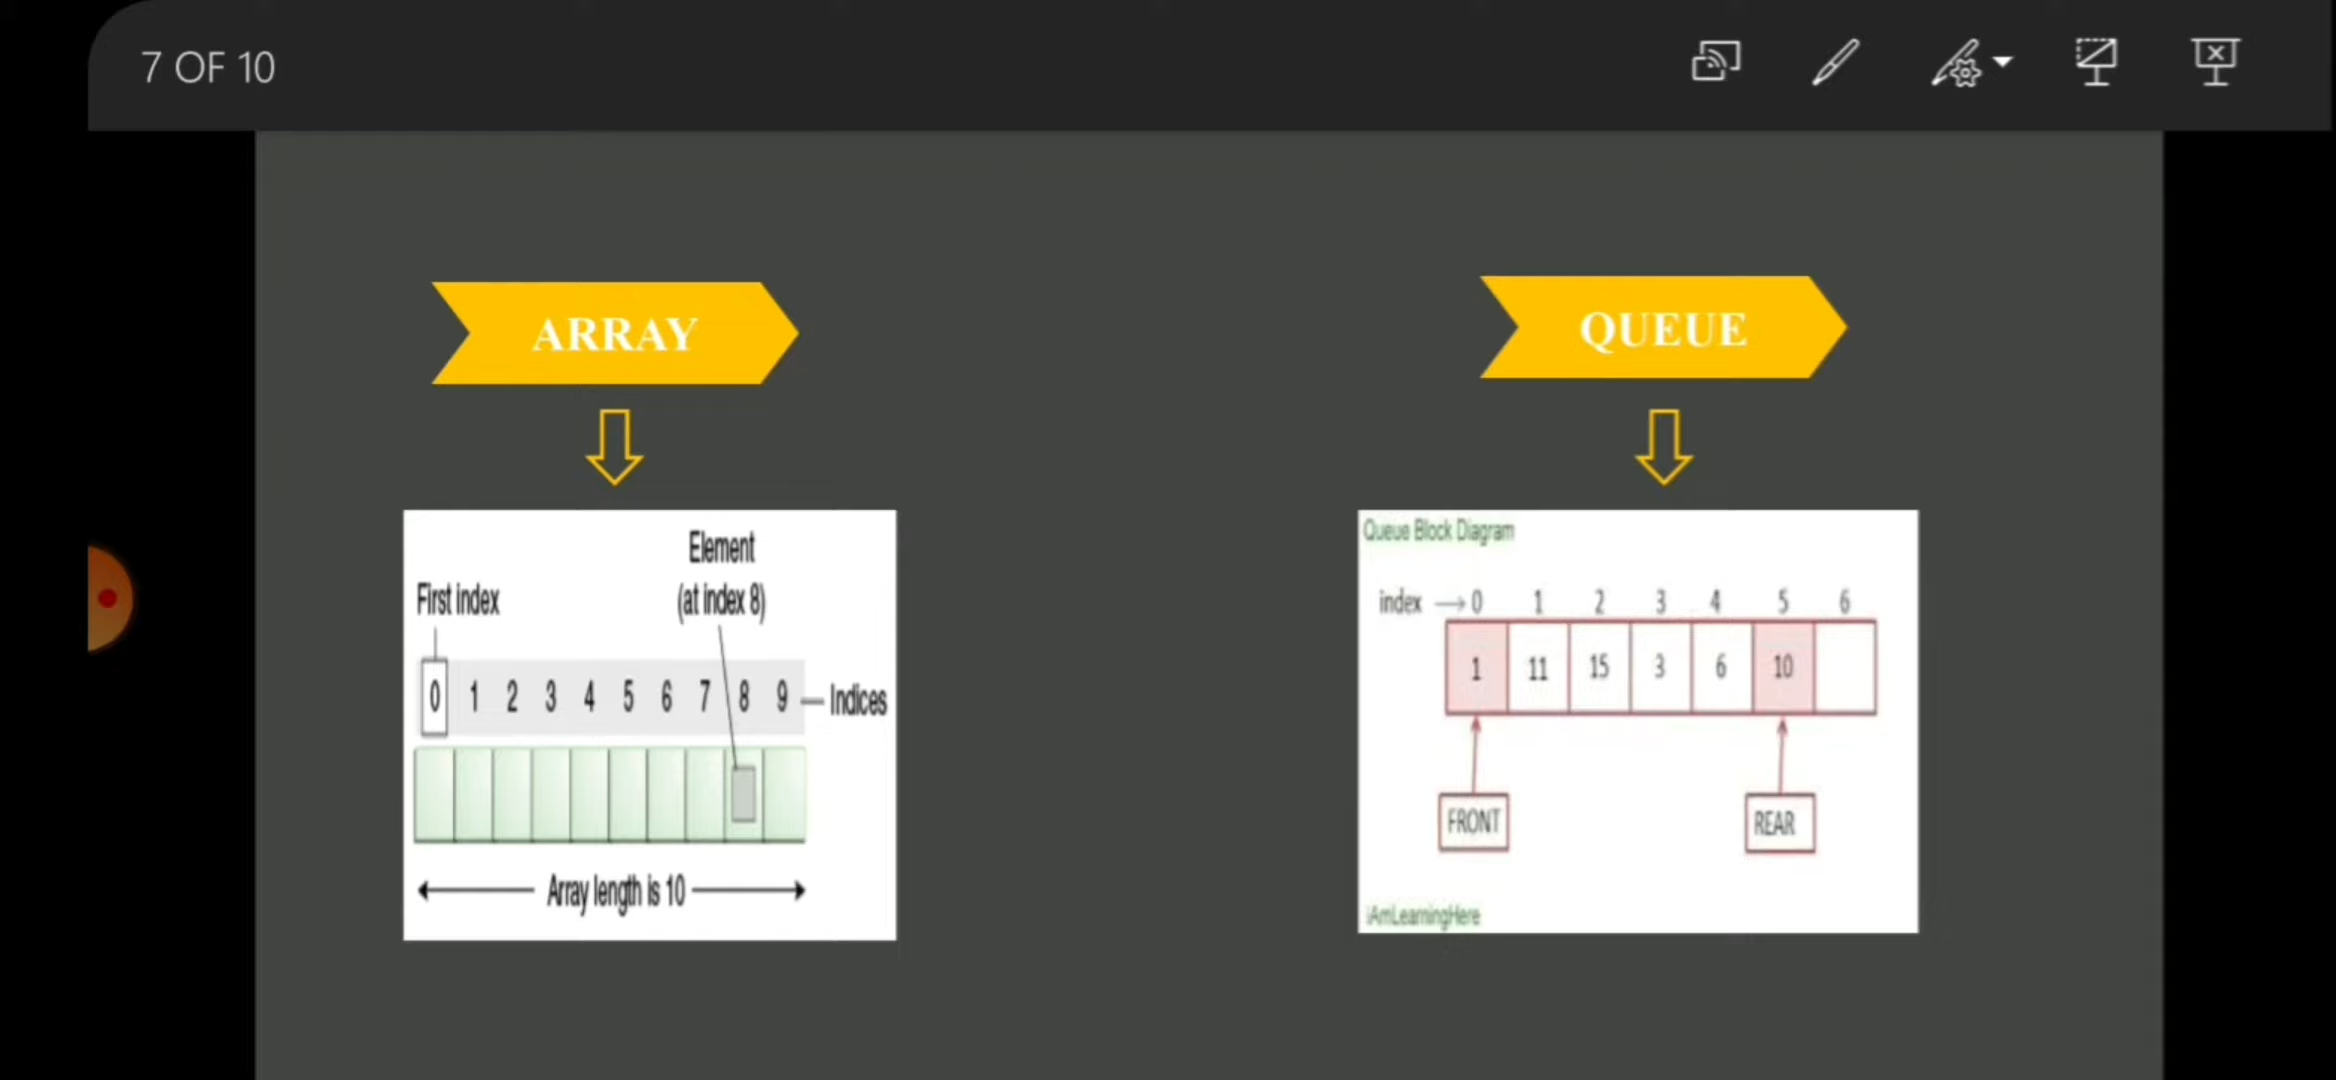 7 OF 10
ARRAY
QUEUE
Element
First index
(at index 8)
0 1 2 3 4 5 6 7 8 9 Indices
Array length is 10
Queue Block Diagram
index 0 1 2 3 4 5 6
1 11 15 3 6 10
FRONT
REAR
iAmLearningHere